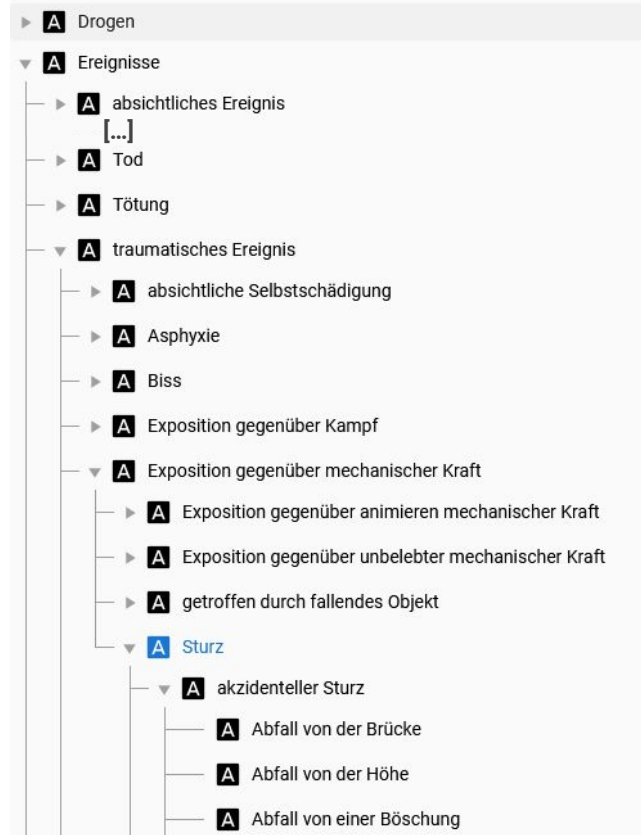 A Drogen
A Ereignisse
A absichtliches Ereignis
[...]
A Tod
A Tötung
A traumatisches Ereignis
A absichtliche Selbstschädigung
A Asphyxie
A Biss
A Exposition gegenüber Kampf
A Exposition gegenüber mechanischer Kraft
A Exposition gegenüber animieren mechanischer Kraft
A Exposition gegenüber unbelebter mechanischer Kraft
A getroffen durch fallendes Objekt
A Sturz
A akzidenteller Sturz
A Abfall von der Brücke
A Abfall von der Höhe
A Abfall von einer Böschung